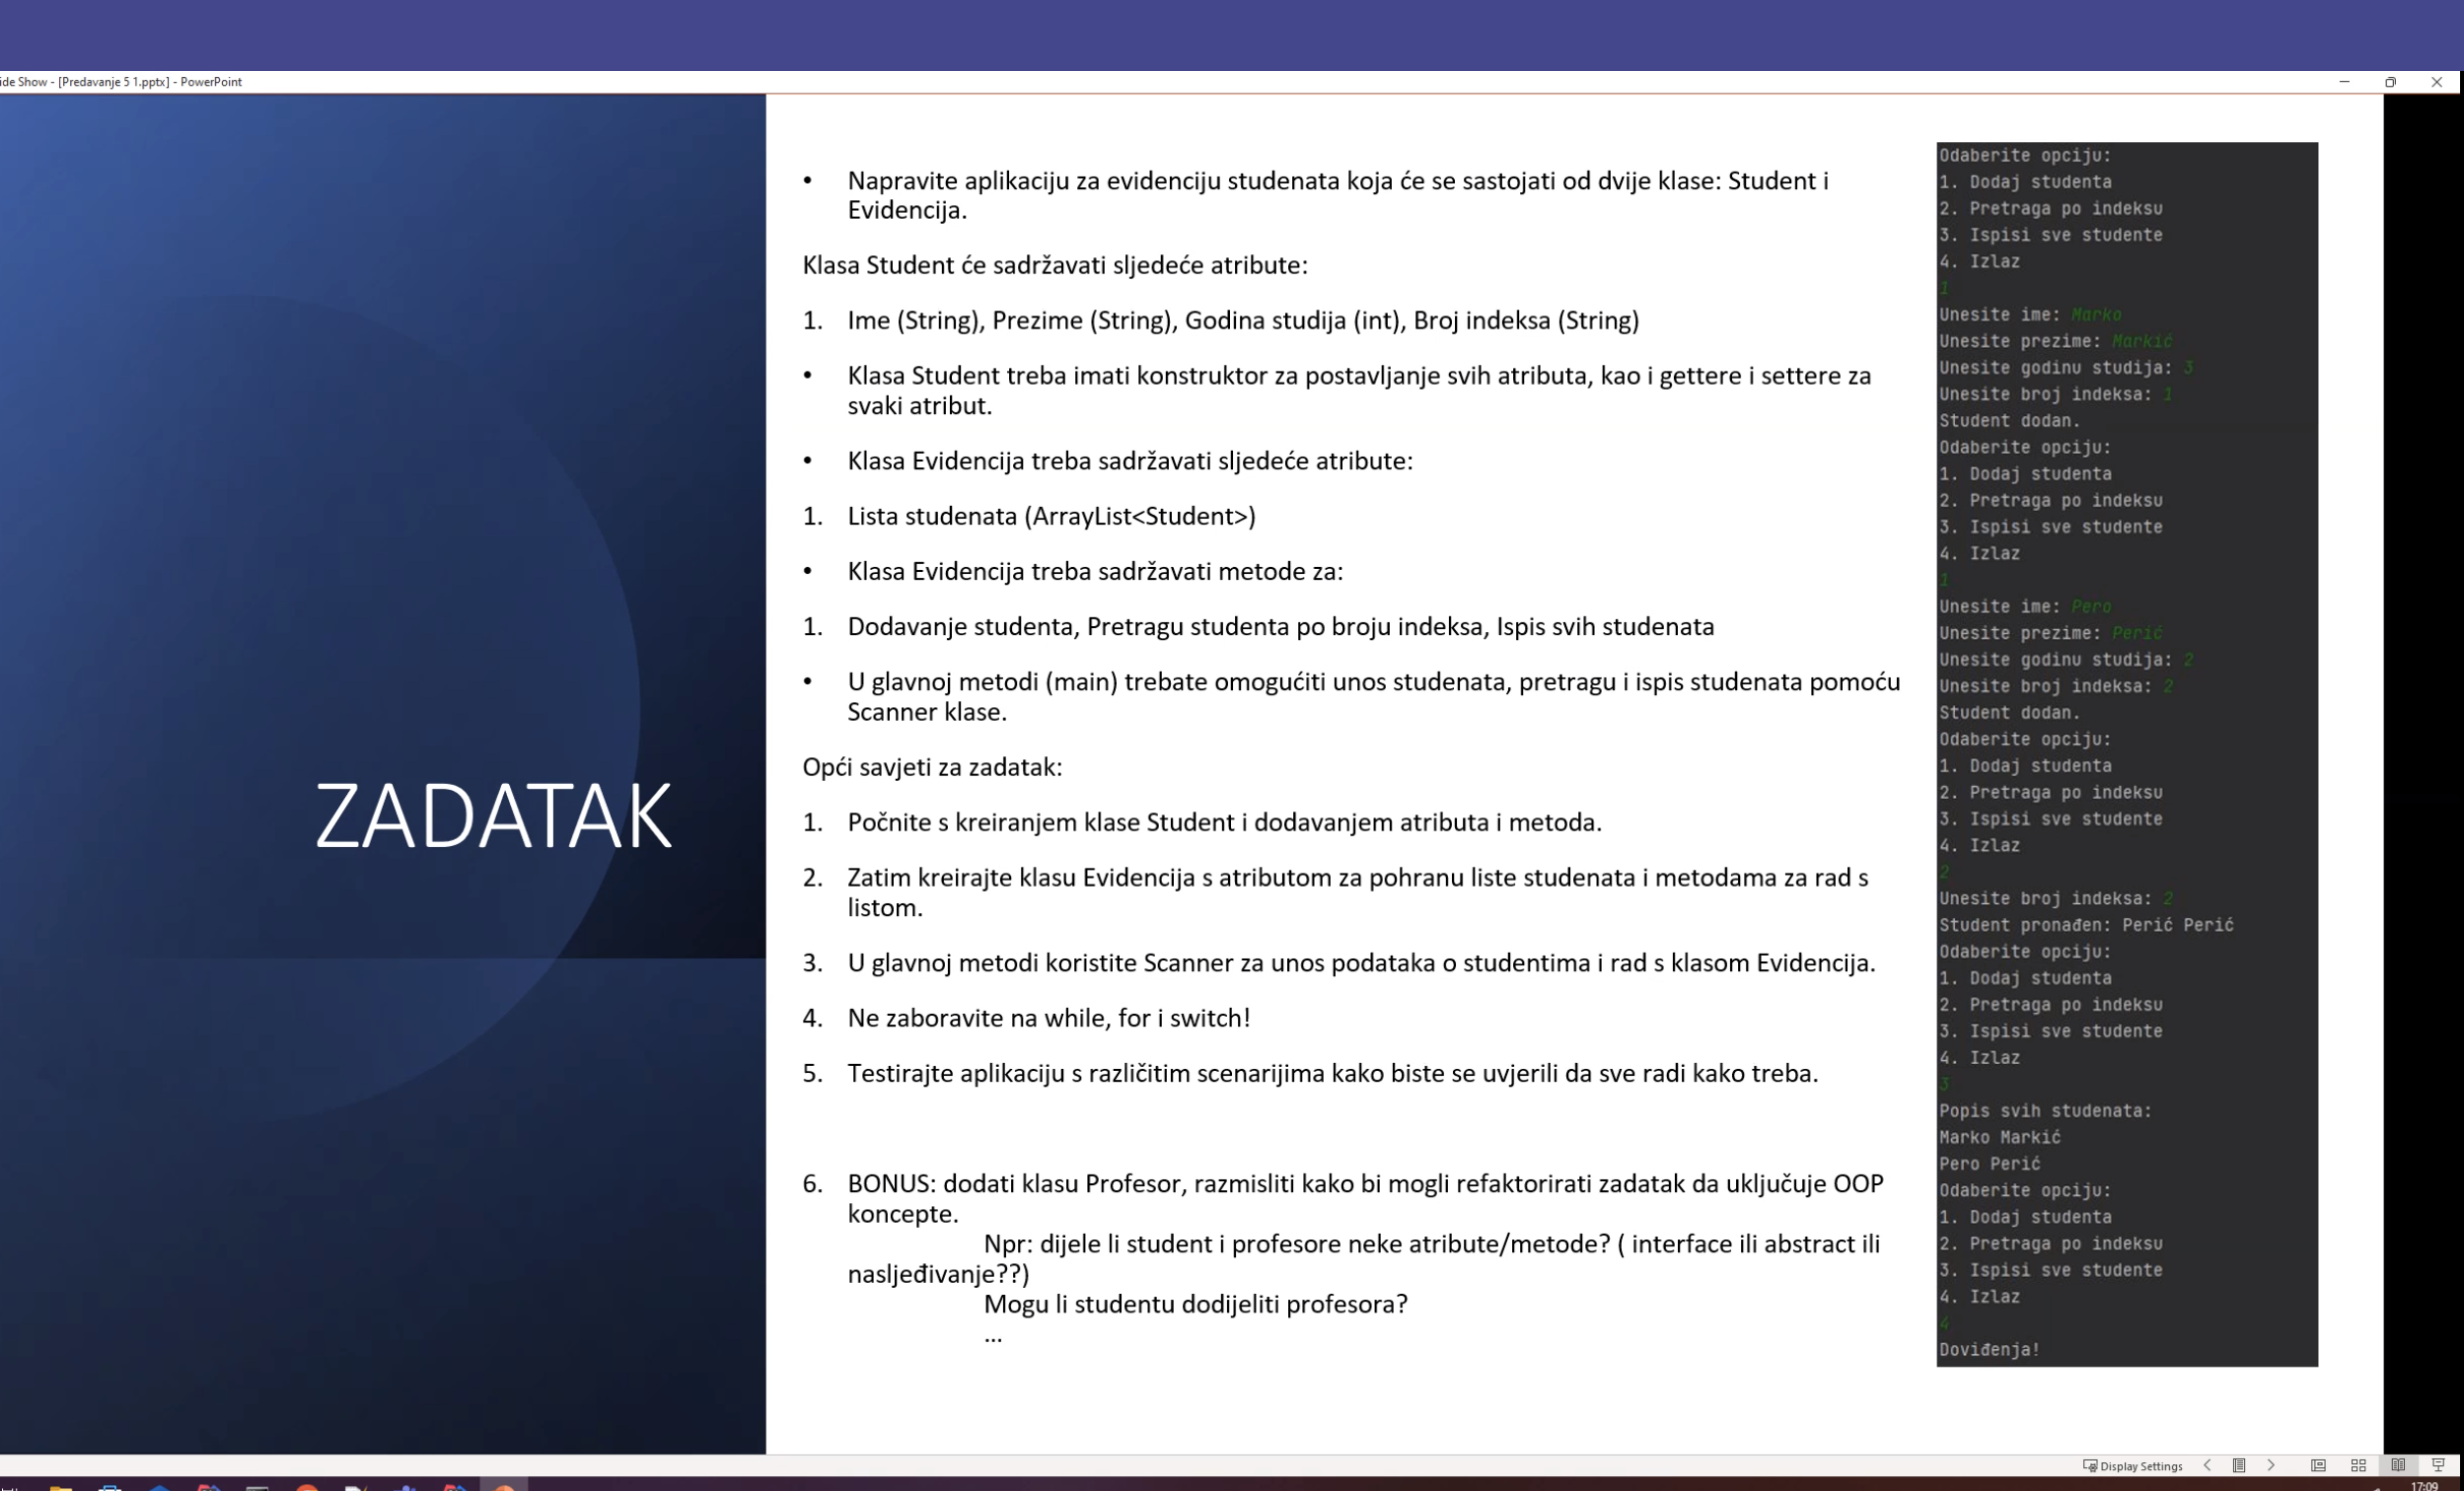 ide Show - [Predavanje 5 1.pptx] - PowerPoint
ZADATAK
• Napravite aplikaciju za evidenciju studenata koja će se sastojati od dvije klase: Student i
Evidencija.
Klasa Student će sadržavati sljedeće atribute:
1. Ime (String), Prezime (String), Godina studija (int), Broj indeksa (String)
• Klasa Student treba imati konstruktor za postavljanje svih atributa, kao i gettere i settere za
svaki atribut.
• Klasa Evidencija treba sadržavati sljedeće atribute:
1. Lista studenata (ArrayList<Student>)
• Klasa Evidencija treba sadržavati metode za:
1. Dodavanje studenta, Pretragu studenta po broju indeksa, Ispis svih studenata
• U glavnoj metodi (main) trebate omogućiti unos studenata, pretragu i ispis studenata pomoću
Scanner klase.
Opći savjeti za zadatak:
1. Počnite s kreiranjem klase Student i dodavanjem atributa i metoda.
2. Zatim kreirajte klasu Evidencija s atributom za pohranu liste studenata i metodama za rad s
listom.
3. U glavnoj metodi koristite Scanner za unos podataka o studentima i rad s klasom Evidencija.
4. Ne zaboravite na while, for i switch!
5. Testirajte aplikaciju s različitim scenarijima kako biste se uvjerili da sve radi kako treba.
6. BONUS: dodati klasu Profesor, razmisliti kako bi mogli refaktorirati zadatak da uključuje OOP
koncepte.
Npr: dijele li student i profesore neke atribute/metode? ( interface ili abstract ili
nasljeđivanje??)
Mogu li studentu dodijeliti profesora?
...
Odaberite opciju:
1. Dodaj studenta
2. Pretraga po indeksu
3. Ispisi sve studente
4. Izlaz
1
Unesite ime: Marko
Unesite prezime: Markić
Unesite godinu studija: 3
Unesite broj indeksa: 1
Student dodan.
Odaberite opciju:
1. Dodaj studenta
2. Pretraga po indeksu
3. Ispisi sve studente
4. Izlaz
1
Unesite ime: Pero
Unesite prezime: Perić
Unesite godinu studija: 2
Unesite broj indeksa: 2
Student dodan.
Odaberite opciju:
1. Dodaj studenta
2. Pretraga po indeksu
3. Ispisi sve studente
4. Izlaz
2
Unesite broj indeksa: 2
Student pronađen: Perić Perić
Odaberite opciju:
1. Dodaj studenta
2. Pretraga po indeksu
3. Ispisi sve studente
4. Izlaz
3
Popis svih studenata:
Marko Markić
Pero Perić
Odaberite opciju:
1. Dodaj studenta
2. Pretraga po indeksu
3. Ispisi sve studente
4. Izlaz
4
Doviđenja!
Display Settings
17:09